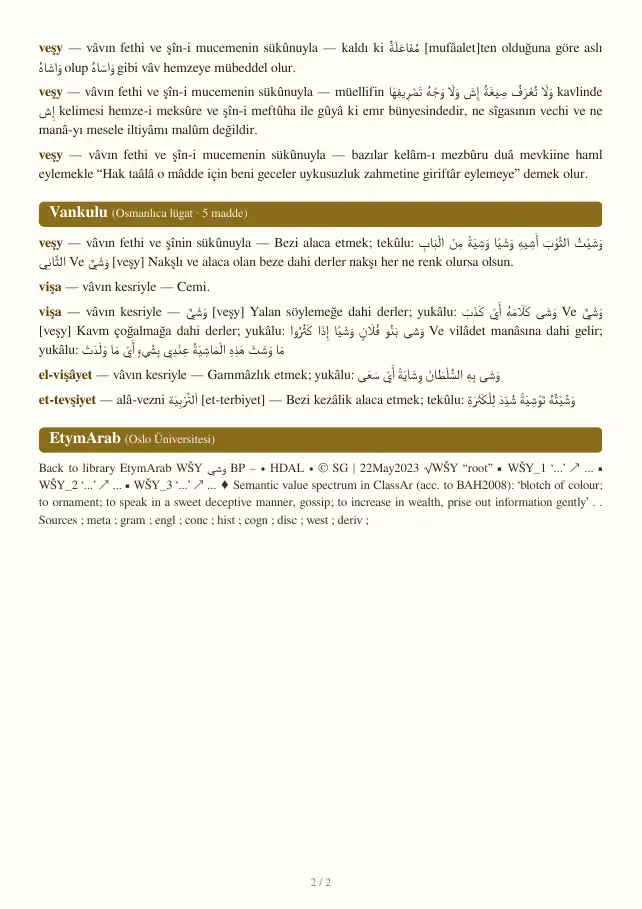 veşy — vâvın fethi ve şîn-i mucemenin sükûnuyla — kaldı ki مُفَاعَلَةٌ [mufâalet]ten olduğuna göre aslı
وَاشَاهُ olup وَاسَاهُ gibi vâv hemzeye mübeddel olur.
veşy — vâvın fethi ve şîn-i mucemenin sükûnuyla — müellifin وَلَا تُعْرَفُ صِيغَةُ إِشَ وَلَا وَجْهُ تَصْرِيفِهَا kavlinde
إِشَ kelimesi hemze-i meksûre ve şîn-i meftûha ile gûyâ ki emr bünyesindedir, ne sîgasının vechi ve ne
manâ-yı mesele iltiyâmı malûm değildir.
veşy — vâvın fethi ve şîn-i mucemenin sükûnuyla — bazılar kelâm-ı mezbûru duâ mevkiine haml
eylemekle “Hak taâlâ o mâdde için beni geceler uykusuzluk zahmetine giriftâr eylemeye” demek olur.
Vankulu (Osmanlıca lügat · 5 madde)
veşy — vâvın fethi ve şînin sükûnuyla — Bezi alaca etmek; tekûlu: وَشَيْتُ الثَّوْبَ أَشِيهِ وَشْيًا وَشِيَةً مِنْ الْبَابِ
الثَّانِي Ve وَشْيٌ [veşy] Nakşlı ve alaca olan beze dahi derler nakşı her ne renk olursa olsun.
vişa — vâvın kesriyle — Cemi.
vişa — vâvın kesriyle — وَشْيٌ [veşy] Yalan söylemeğe dahi derler; yukâlu: وَشَى كَلَامَهُ أَيْ كَذَبَ Ve وَشْيٌ
[veşy] Kavm çoğalmağa dahi derler; yukâlu: وَشَى بَنُو فُلَانٍ وَشْيًا إِذَا كَثُرُوا Ve vilâdet manâsına dahi gelir;
yukâlu: مَا وَشَتْ هَذِهِ الْمَاشِيَةُ عِنْدِي بِشَيْءٍ أَيْ مَا وَلَدَتْ
el-vişâyet — vâvın kesriyle — Gammâzlık etmek; yukâlu: وَشَى بِهِ السُّلْطَانَ وِشَايَةً أَيْ سَعَى
et-tevşiyet — alâ-vezni اَلتَّرْبِيَة [et-terbiyet] — Bezi kezâlik alaca etmek; tekûlu: وَشَّيْتُهُ تَوْشِيَةً شُدِّدَ لِلْكَثْرَةِ
EtymArab (Oslo Üniversitesi)
Back to library EtymArab WŠY وشي BP – • HDAL • © SG | 22May2023 √WŠY “root” ▪ WŠY_1 ‘...’ ↗ ... ▪
WŠY_2 ‘...’ ↗ ... ▪ WŠY_3 ‘...’ ↗ ... ♦ Semantic value spectrum in ClassAr (acc. to BAH2008): ‘blotch of colour;
to ornament; to speak in a sweet deceptive manner, gossip; to increase in wealth, prise out information gently’ . .
Sources ; meta ; gram ; engl ; conc ; hist ; cogn ; disc ; west ; deriv ;
2 / 2